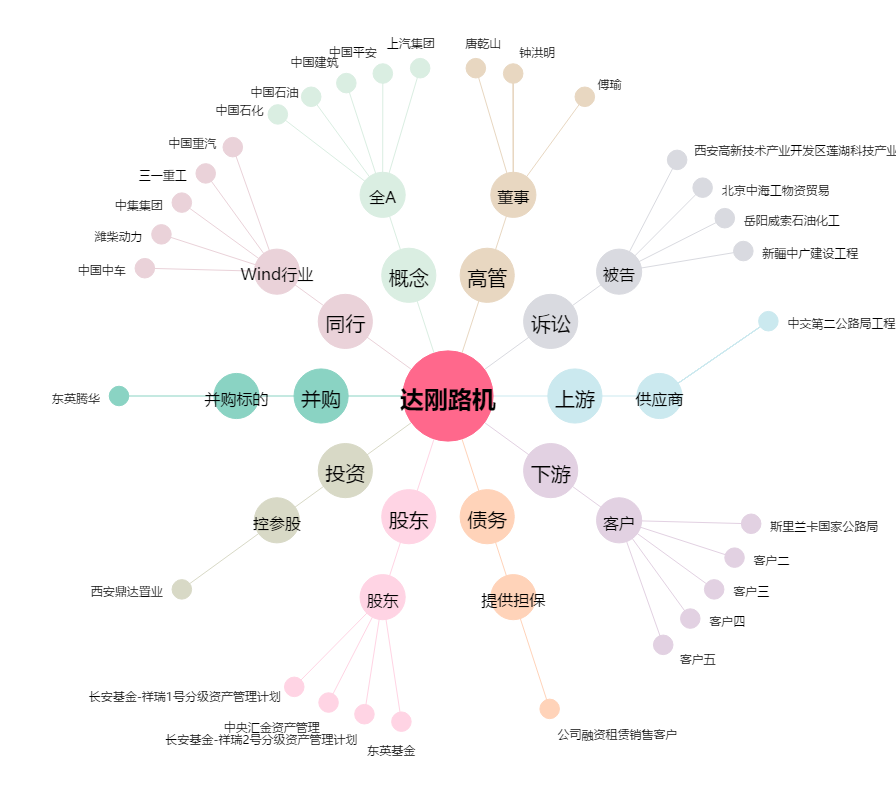 上汽集团
唐乾山
中国平安
钟洪明
中国建筑
傅瑜
中国石油
中国石化
中国重汽
西安高新技术产业开发区莲湖科技产业
三一重工
全A
董事
北京中海工物资贸易
中集集团
岳阳威索石油化工
潍柴动力
新疆中广建设工程
中国中车
Wind行业
概念
高管
被告
同行
诉讼
中交第二公路局工程
东英腾华
并购标的
并购
达刚路机
上游
供应商
投资
下游
控参股
股东
债务
客户
斯里兰卡国家公路局
客户二
西安鼎达置业
客户三
股东
提供担保
客户四
客户五
长安基金-祥瑞1号分级资产管理计划
中央汇金资产管理
长安基金-祥瑞2号分级资产管理计划
公司融资租赁销售客户
东英基金